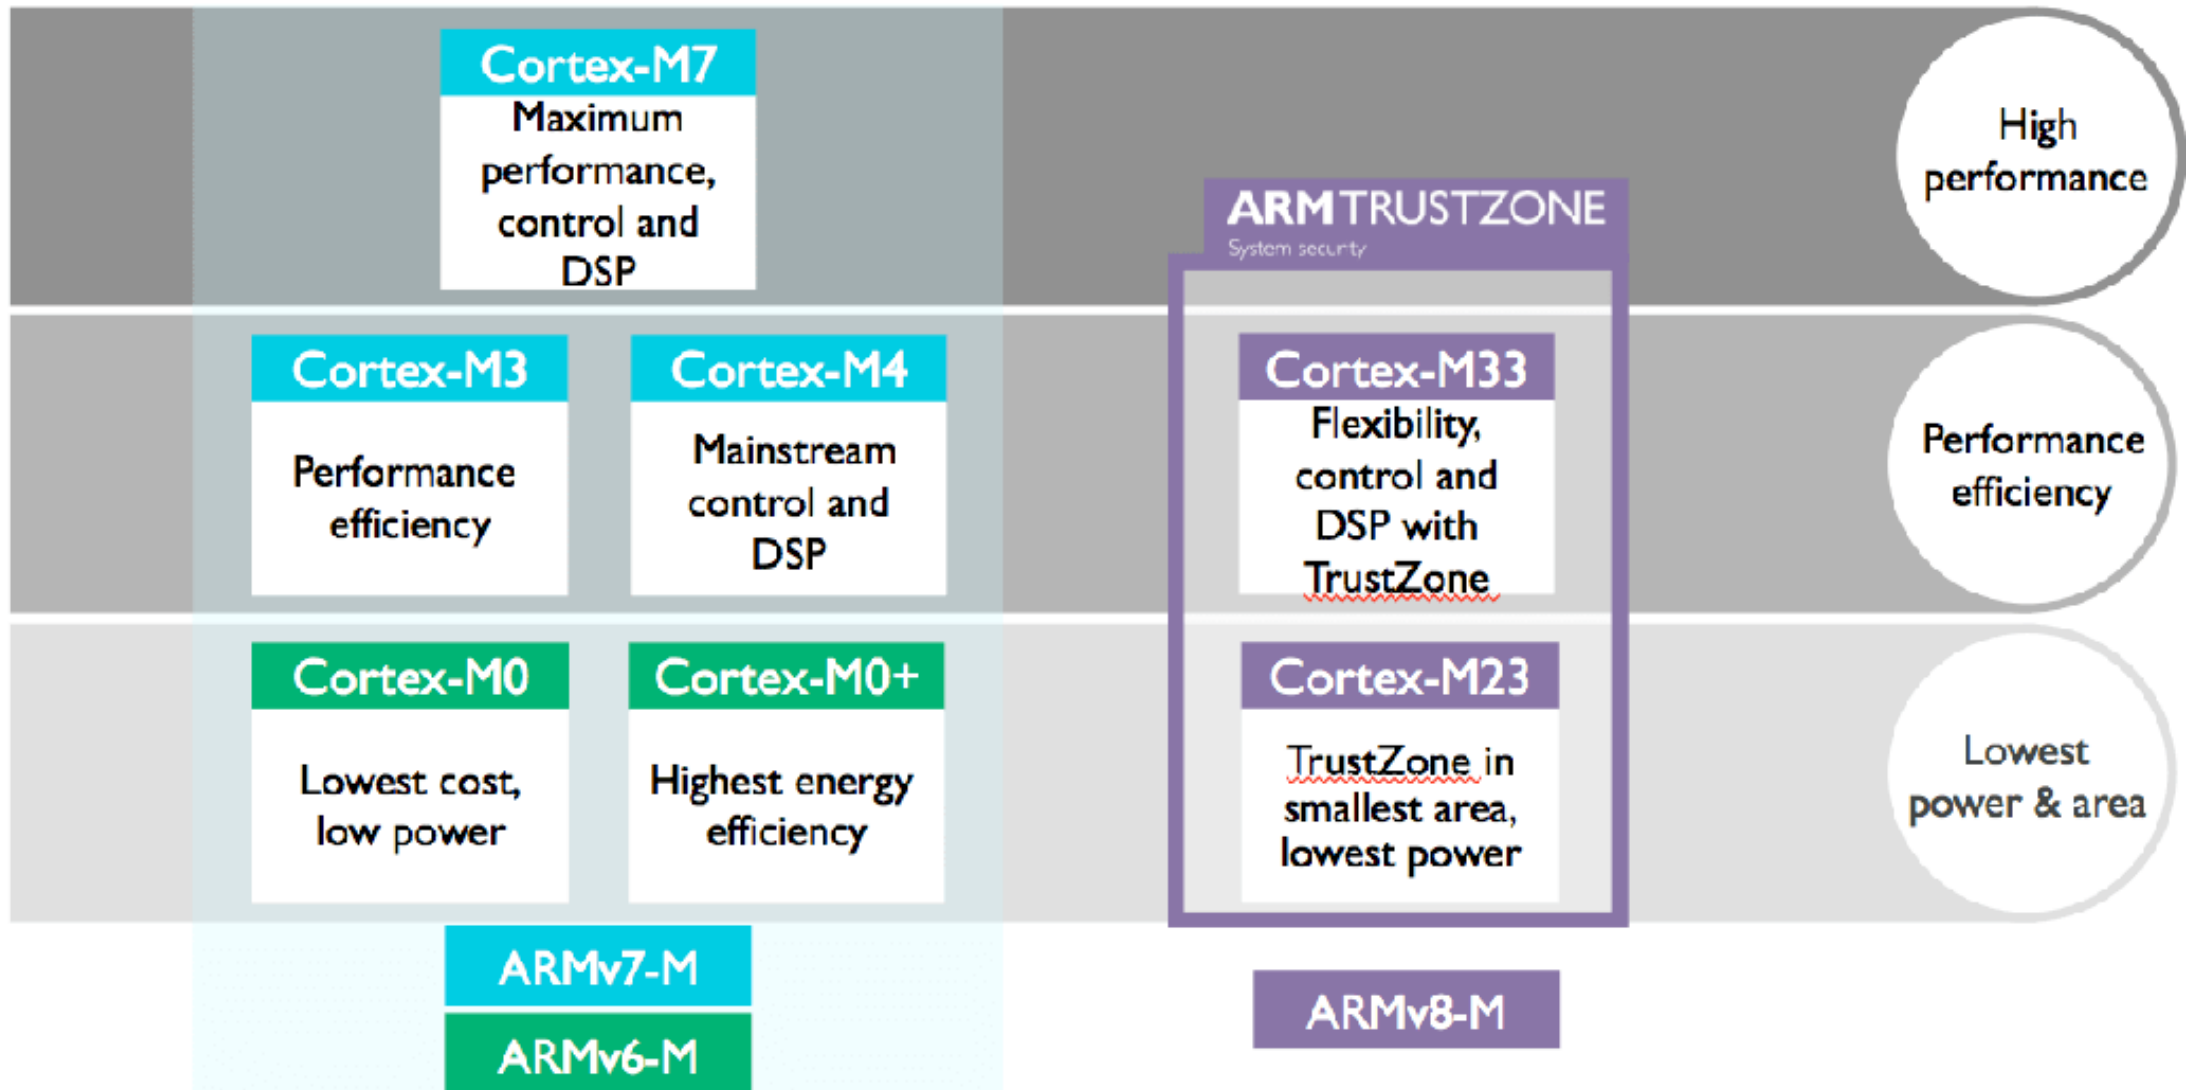 Cortex-M7
Maximum
performance,
control and
DSP
High
performance
ARM TRUSTZONE
System security
Cortex-M3
Performance
efficiency
Cortex-M4
Mainstream
control and
DSP
Cortex-M33
Flexibility,
control and
DSP with
TrustZone
Performance
efficiency
Cortex-M0
Lowest cost,
low power
Cortex-M0+
Highest energy
efficiency
Cortex-M23
TrustZone in
smallest area,
lowest power
Lowest
power & area
ARMv7-M
ARMv6-M
ARMv8-M